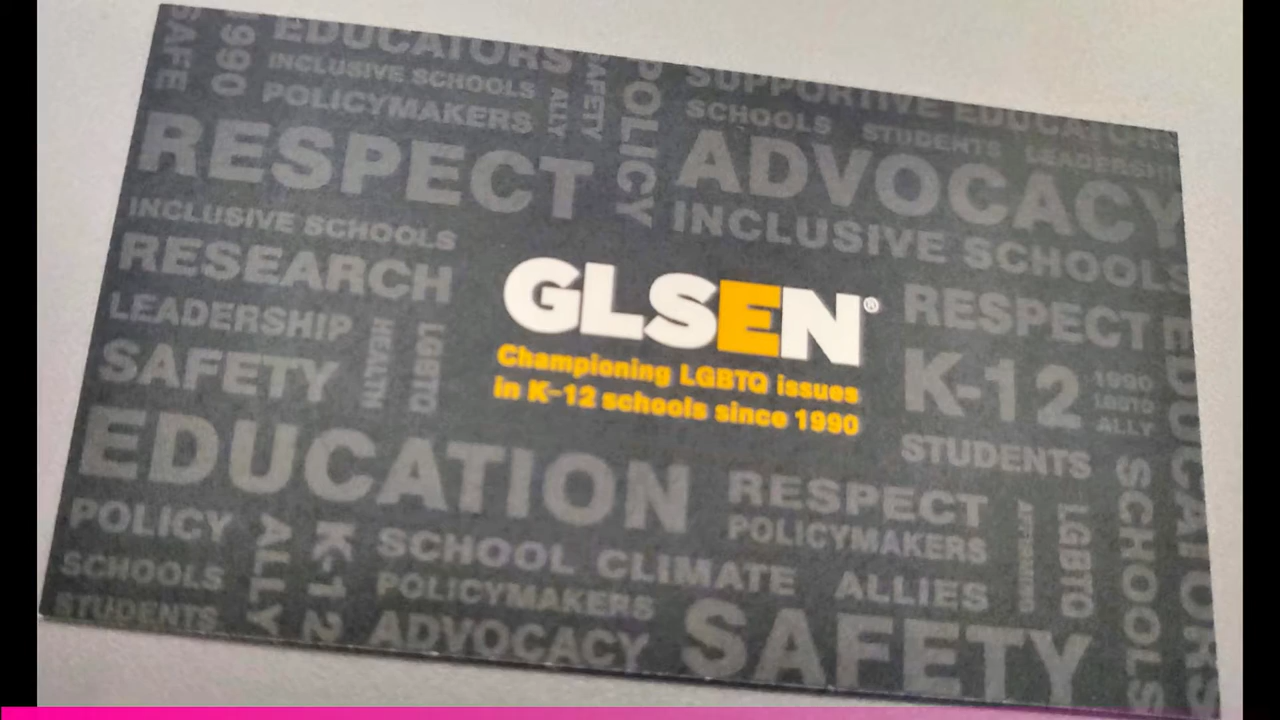 SAFE
1990
EDUCATORS
INCLUSIVE SCHOOLS
POLICYMAKERS
ALLY
SAFETY
POLICY
SUPPORTIVE EDUCATORS
SCHOOLS
STUDENTS
LEADERSHIP
RESPECT
ADVOCACY
INCLUSIVE SCHOOLS
INCLUSIVE SCHOOLS
RESEARCH
LEADERSHIP
HEALTH
LGBTQ
SAFETY
GLSEN®
Championing LGBTQ issues
in K-12 schools since 1990
RESPECT
K-12
1990
LGBTQ
ALLY
EDUCATORS
STUDENTS
EDUCATION
RESPECT
POLICYMAKERS
LGBTQ
SCHOOLS
POLICY
ALLY
K-12
SCHOOL CLIMATE
ALLIES
SCHOOLS
POLICYMAKERS
STUDENTS
ADVOCACY
SAFETY